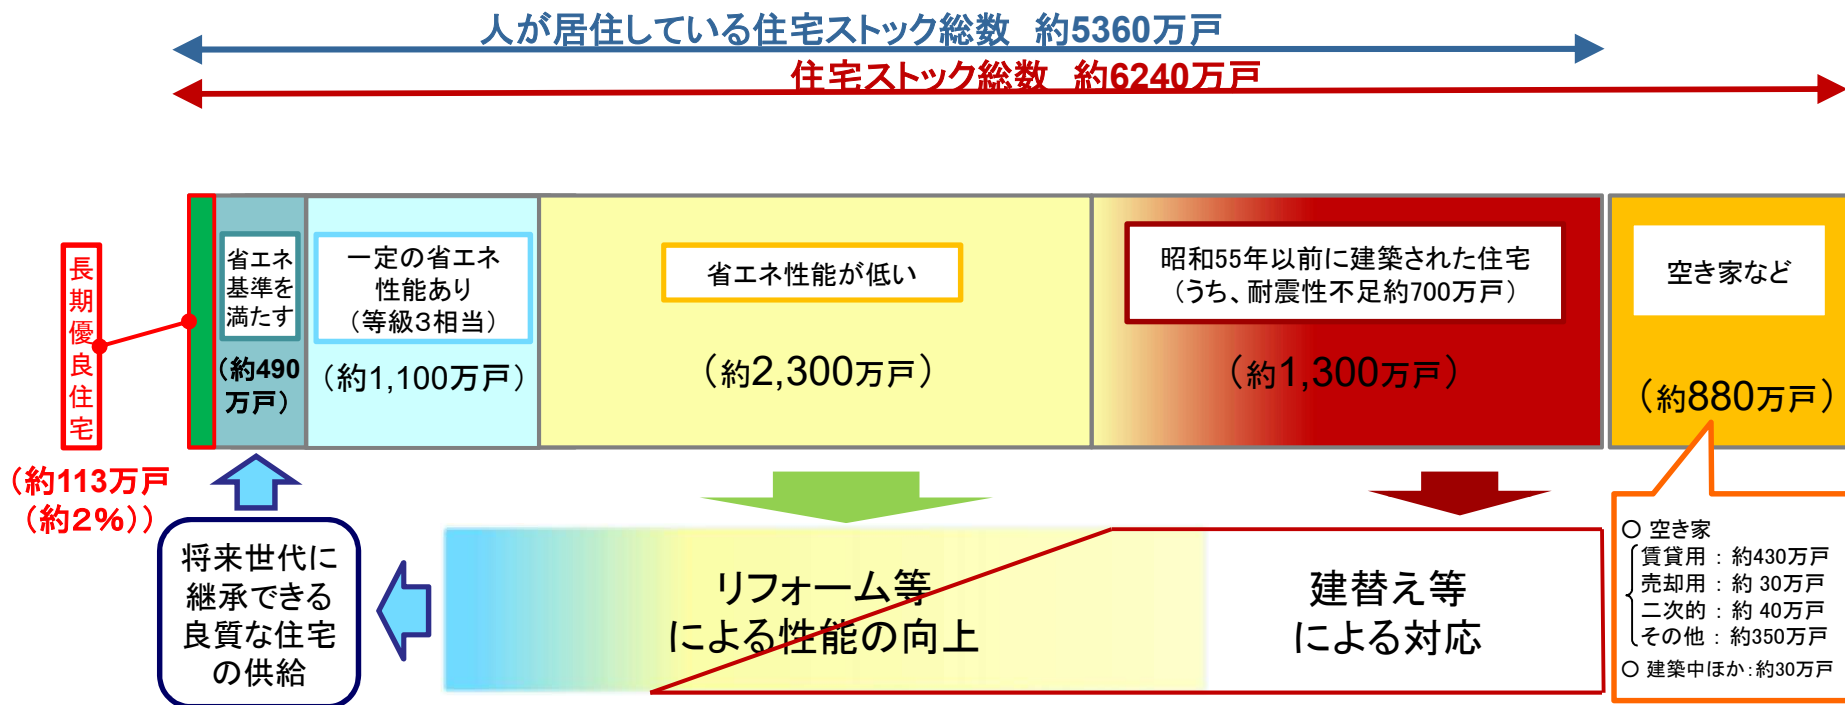 人が居住している住宅ストック総数　約5360万戸
住宅ストック総数　約6240万戸
長期優良住宅
（約113万戸
（約２%））
省エネ
基準を
満たす
（約490
万戸）
一定の省エネ
性能あり
（等級３相当）
（約1,100万戸）
省エネ性能が低い
（約2,300万戸）
昭和55年以前に建築された住宅
（うち、耐震性不足約700万戸）
（約1,300万戸）
空き家など
（約880万戸）
将来世代に
継承できる
良質な住宅
の供給
リフォーム等
による性能の向上
建替え等
による対応
○ 空き家
賃貸用 ： 約430万戸
売却用 ： 約 30万戸
二次的 ： 約 40万戸
その他 ： 約350万戸
○ 建築中ほか：約30万戸